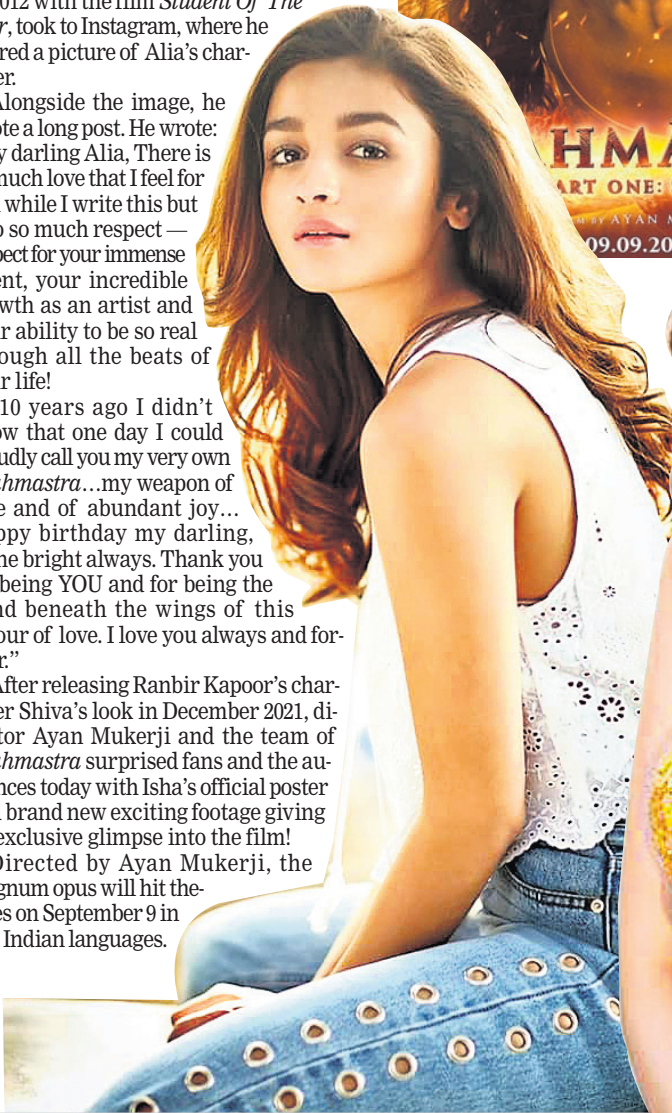 2012 with the film Student Of The
r, took to Instagram, where he
red a picture of Alia's char-
er.
Alongside the image, he
ote a long post. He wrote:
y darling Alia, There is
much love that I feel for
while I write this but
o so much respect —
pect for your immense
ent, your incredible
wth as an artist and
r ability to be so real
ough all the beats of
r life!
10 years ago I didn't
ow that one day I could
udly call you my very own
ahmastra...my weapon of
e and of abundant joy...
ppy birthday my darling,
ne bright always. Thank you
being YOU and for being the
nd beneath the wings of this
our of love. I love you always and for-
r."
After releasing Ranbir Kapoor's char-
er Shiva's look in December 2021, di-
tor Ayan Mukerji and the team of
ahmastra surprised fans and the au-
nces today with Isha's official poster
brand new exciting footage giving
exclusive glimpse into the film!
Directed by Ayan Mukerji, the
gnum opus will hit the-
es on September 9 in
Indian languages.
AHMA
ART ONE:
M BY AYAN M
09.09.20